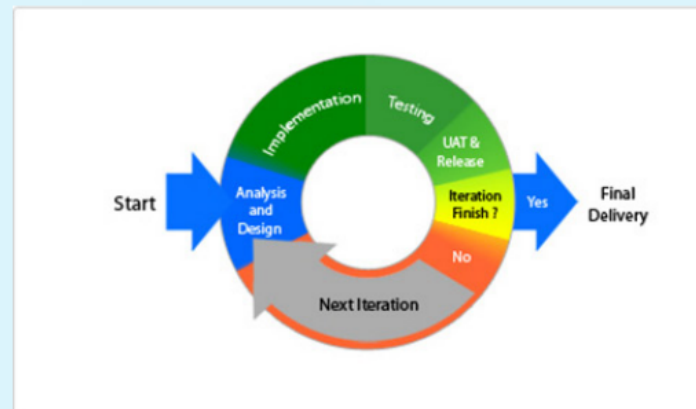 Start
Analysis
and
Design
Implementation
Testing
UAT &
Release
Iteration
Finish ?
Yes
Final
Delivery
No
Next Iteration